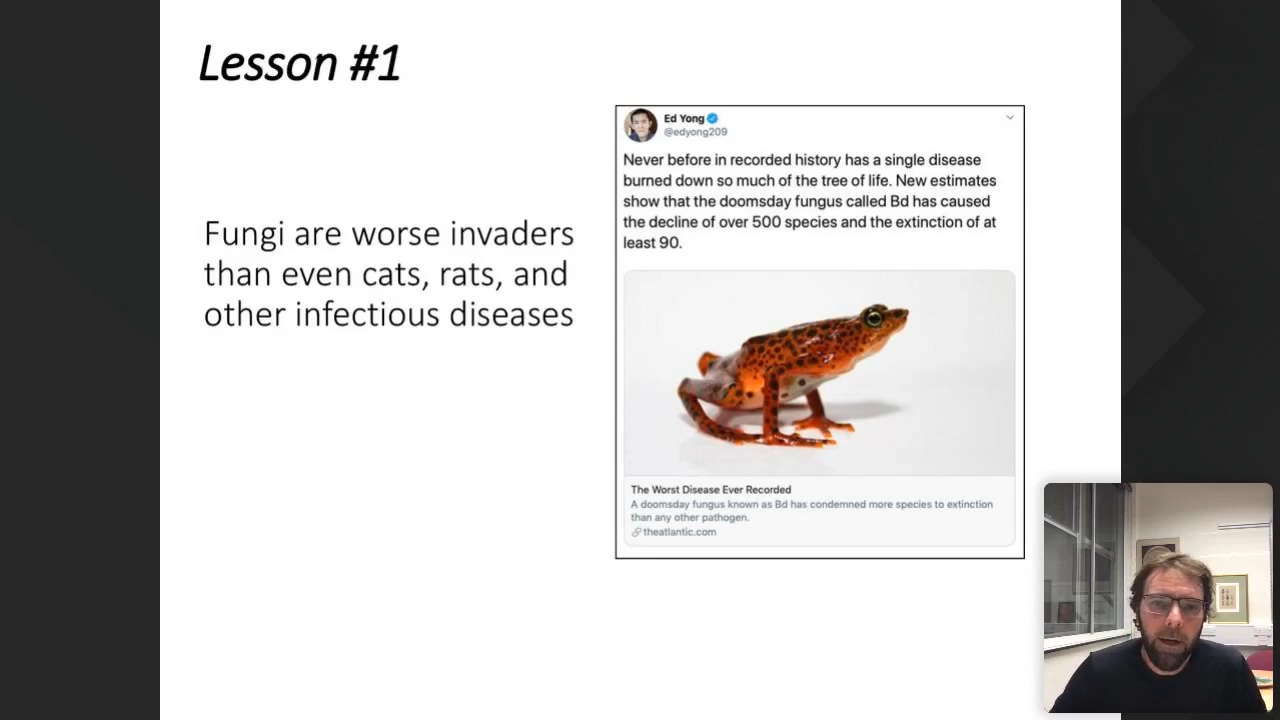 Lesson #1
Fungi are worse invaders
than even cats, rats, and
other infectious diseases
Ed Yong
@edyong209
Never before in recorded history has a single disease
burned down so much of the tree of life. New estimates
show that the doomsday fungus called Bd has caused
the decline of over 500 species and the extinction of at
least 90.
The Worst Disease Ever Recorded
A doomsday fungus known as Bd has condemned more species to extinction
than any other pathogen.
theatlantic.com